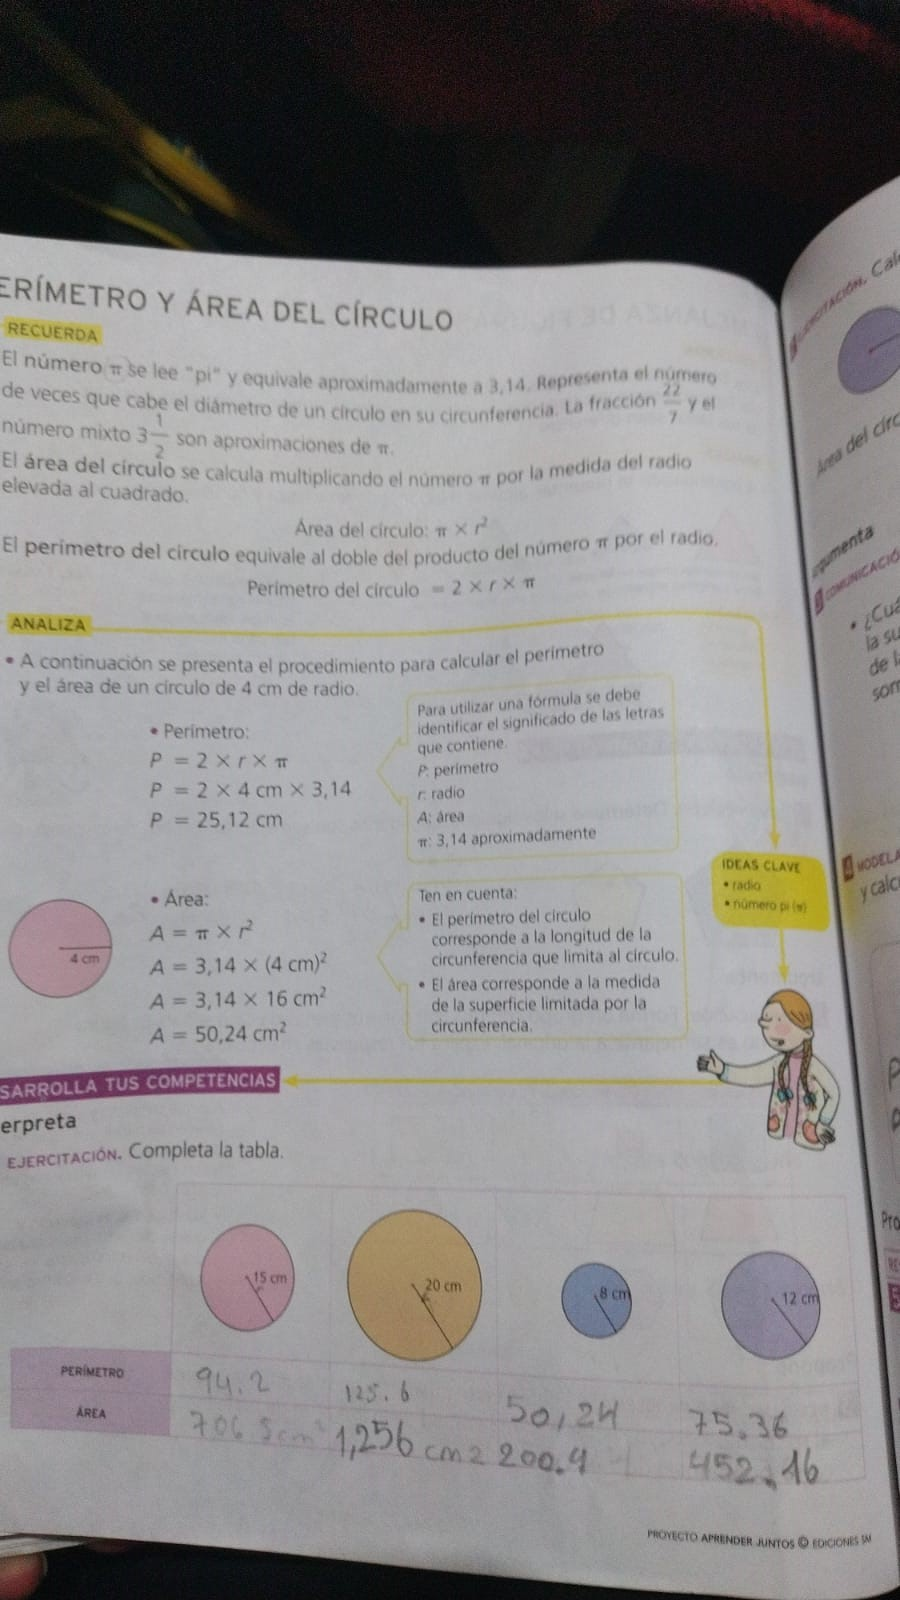 ERÍMETRO Y ÁREA DEL CÍRCULO
RECUERDA
El número π se lee "pi" y equivale aproximadamente a 3,14. Representa el número
de veces que cabe el diámetro de un círculo en su circunferencia. La fracción 22/7 y el
número mixto 3 1/2 son aproximaciones de π.
El área del círculo se calcula multiplicando el número π por la medida del radio
elevada al cuadrado.
Área del círculo: π × r²
El perímetro del círculo equivale al doble del producto del número π por el radio.
Perímetro del círculo = 2 × r × π
ANALIZA
• A continuación se presenta el procedimiento para calcular el perímetro
y el área de un círculo de 4 cm de radio.
• Perímetro:
P = 2 × r × π
P = 2 × 4 cm × 3,14
P = 25,12 cm
Para utilizar una fórmula se debe
identificar el significado de las letras
que contiene.
P: perímetro
r: radio
A: área
π: 3,14 aproximadamente
IDEAS CLAVE
• radio
• número pi (π)
4 cm
• Área:
A = π × r²
A = 3,14 × (4 cm)²
A = 3,14 × 16 cm²
A = 50,24 cm²
Ten en cuenta:
• El perímetro del círculo
corresponde a la longitud de la
circunferencia que limita al círculo.
• El área corresponde a la medida
de la superficie limitada por la
circunferencia.
SARROLLA TUS COMPETENCIAS
erpreta
EJERCITACIÓN. Completa la tabla.
15 cm
20 cm
8 cm
12 cm
PERÍMETRO
94.2
125.6
50,24
75.36
ÁREA
706 5 cm²
1,256 cm2
200.9
452.16
PROYECTO APRENDER JUNTOS © EDICIONES SM
Cal
Área del círc
COMUNICACIÓ
• ¿Cuá
la su
de l
som
MODELA
y calc
Pro